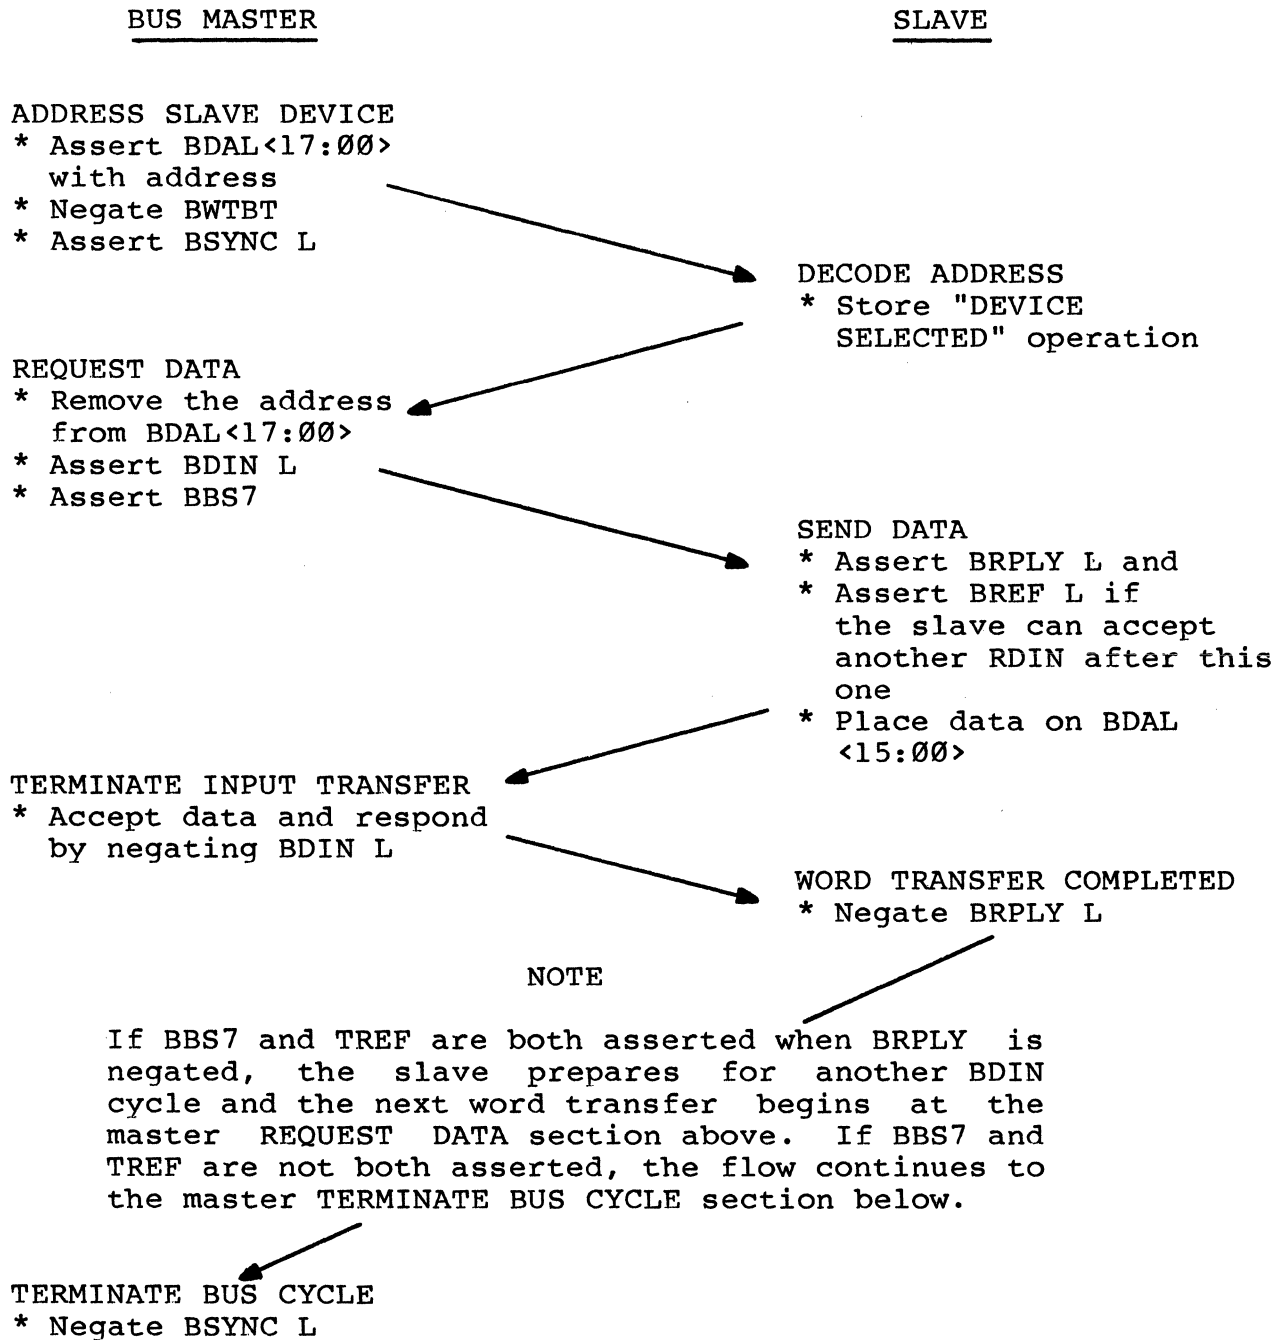 BUS MASTER
SLAVE
ADDRESS SLAVE DEVICE
* Assert BDAL<17:ØØ>
with address
* Negate BWTBT
* Assert BSYNC L
DECODE ADDRESS
* Store "DEVICE
SELECTED" operation
REQUEST DATA
* Remove the address
from BDAL<17:ØØ>
* Assert BDIN L
* Assert BBS7
SEND DATA
* Assert BRPLY L and
* Assert BREF L if
the slave can accept
another RDIN after this
one
* Place data on BDAL
<15:ØØ>
TERMINATE INPUT TRANSFER
* Accept data and respond
by negating BDIN L
WORD TRANSFER COMPLETED
* Negate BRPLY L
NOTE
If BBS7 and TREF are both asserted when BRPLY is
negated, the slave prepares for another BDIN
cycle and the next word transfer begins at the
master REQUEST DATA section above. If BBS7 and
TREF are not both asserted, the flow continues to
the master TERMINATE BUS CYCLE section below.
TERMINATE BUS CYCLE
* Negate BSYNC L